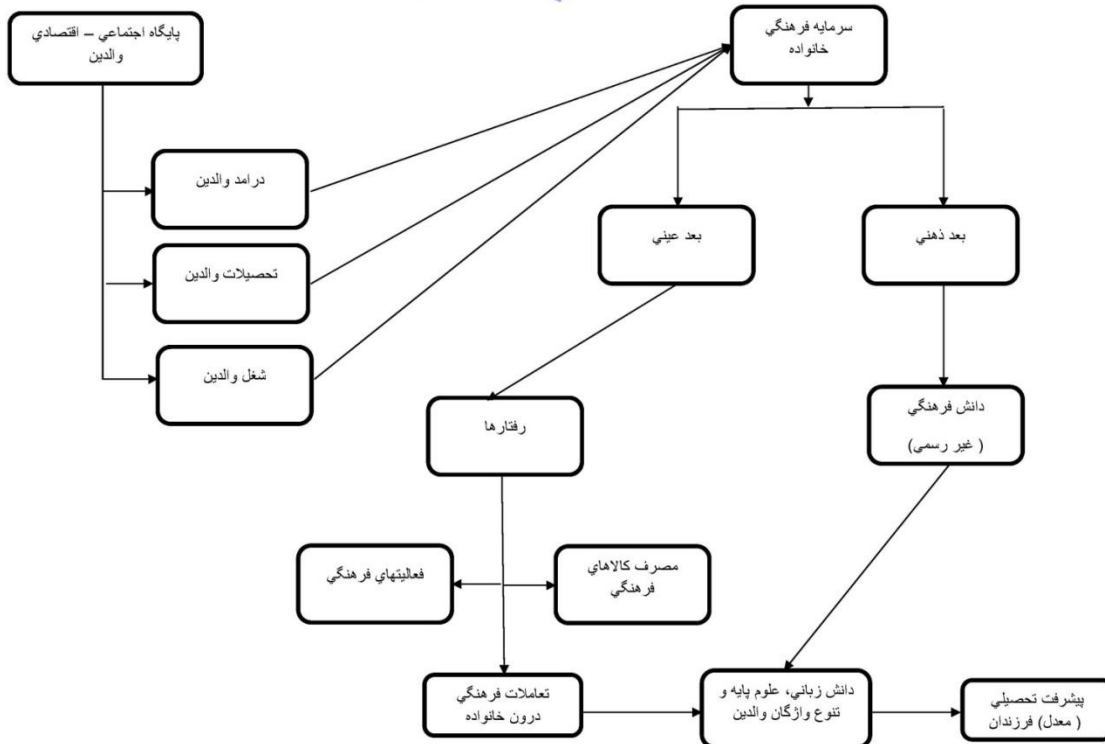 پايگاه اجتماعي – اقتصادي
والدين
سرمايه فرهنگي
خانواده
درامد والدين
تحصيلات والدين
شغل والدين
بعد عيني
بعد ذهني
رفتارها
دانش فرهنگي
( غير رسمي)
فعاليتهاي فرهنگي
مصرف كالاهاي
فرهنگي
تعاملات فرهنگي
درون خانواده
دانش زباني، علوم پايه و
تنوع واژگان والدين
پيشرفت تحصيلي
( معدل) فرزندان